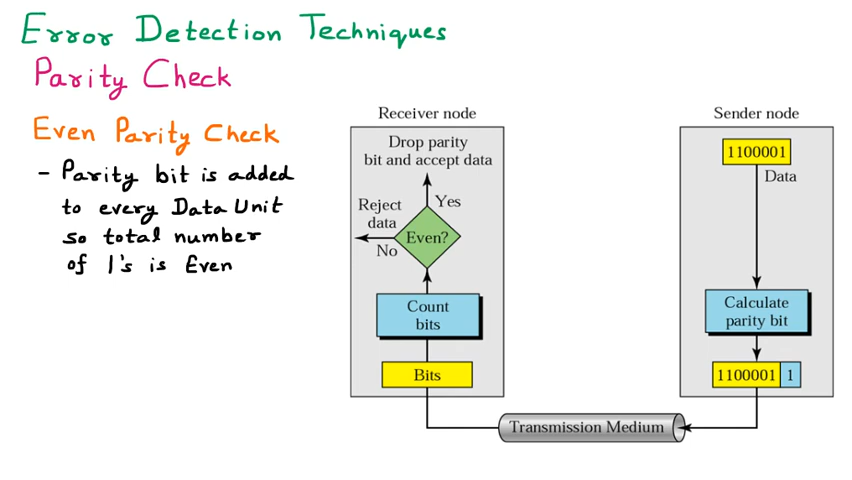 Error Detection Techniques
Parity Check
Even Parity Check
- Parity bit is added
to every Data Unit
so total number
of 1's is Even
Receiver node
Drop parity
bit and accept data
Yes
Reject
data
No
Even?
Count
bits
Bits
Transmission Medium
Sender node
1100001
Data
Calculate
parity bit
1100001 1